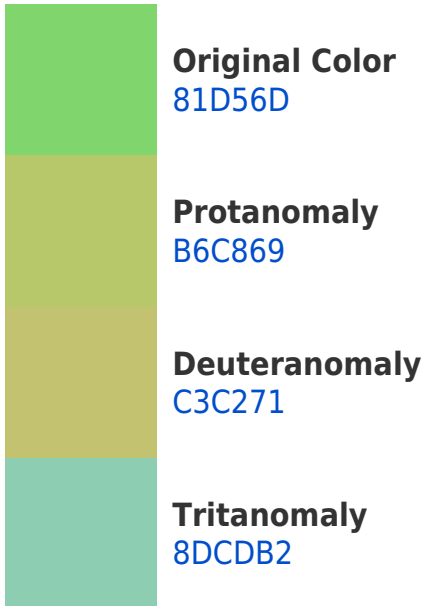 Original Color
81D56D
Protanomaly
B6C869
Deuteranomaly
C3C271
Tritanomaly
8DCDB2